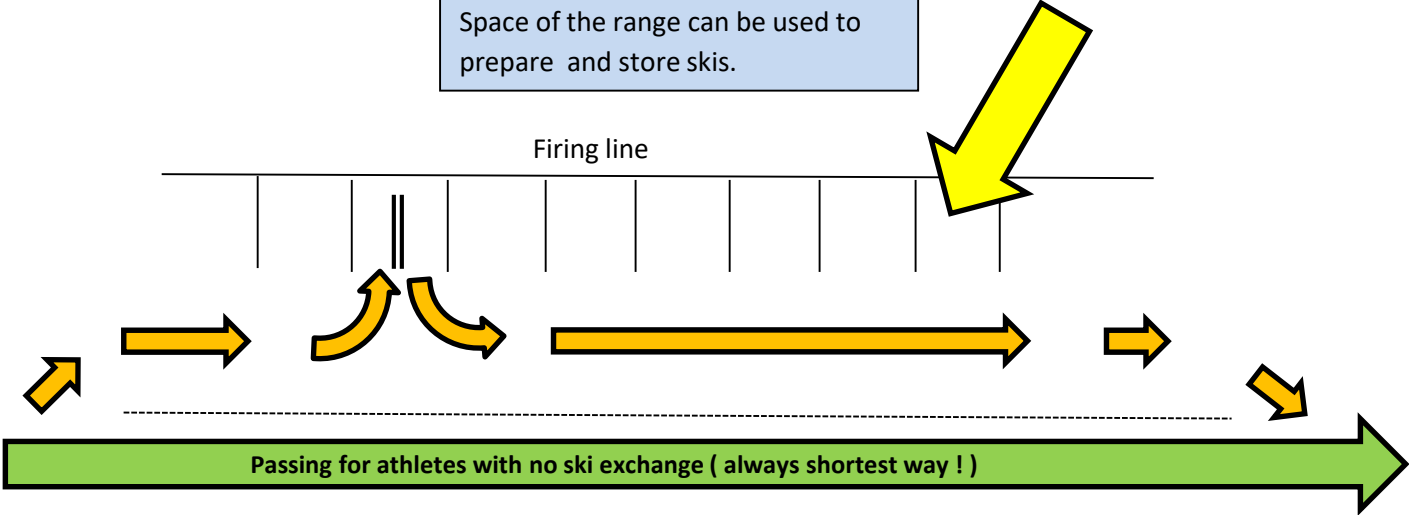 Space of the range can be used to
prepare and store skis.
Firing line
Passing for athletes with no ski exchange ( always shortest way ! )